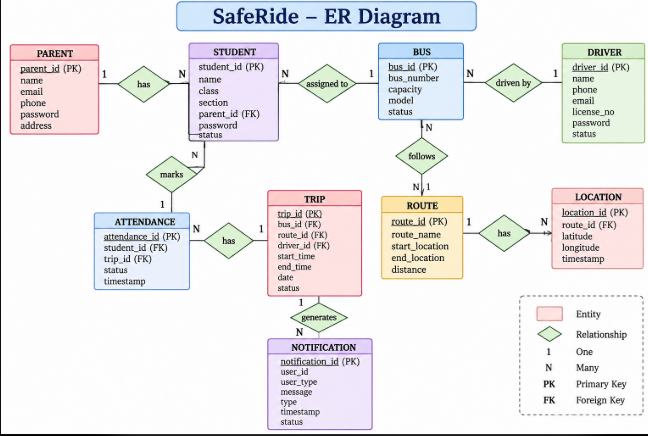 SafeRide – ER Diagram
PARENT
parent_id (PK)
name
email
phone
password
address
1
has
N
STUDENT
student_id (PK)
name
class
section
parent_id (FK)
password
status
N
assigned to
1
BUS
bus_id (PK)
bus_number
capacity
model
status
N
driven by
1
DRIVER
driver_id (PK)
name
phone
email
license_no
password
status
N
marks
1
N
follows
N 1
ATTENDANCE
attendance_id (PK)
student_id (FK)
trip_id (FK)
status
timestamp
N
has
1
TRIP
trip_id (PK)
bus_id (FK)
route_id (FK)
driver_id (FK)
start_time
end_time
date
status
ROUTE
route_id (PK)
route_name
start_location
end_location
distance
1
has
N
LOCATION
location_id (PK)
route_id (FK)
latitude
longitude
timestamp
1
generates
N
NOTIFICATION
notification_id (PK)
user_id
user_type
message
type
timestamp
status
Entity
Relationship
1 One
N Many
PK Primary Key
FK Foreign Key